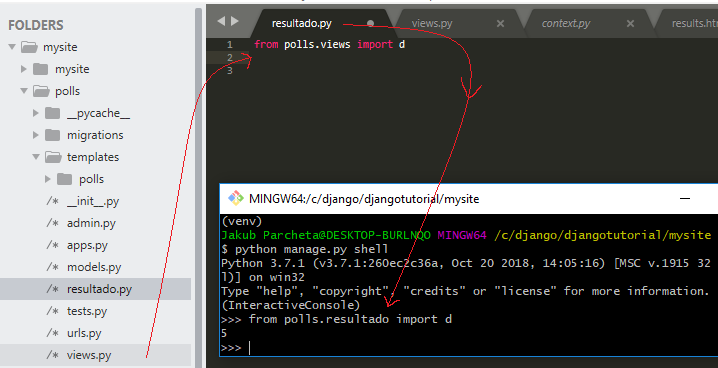 FOLDERS
mysite
mysite
polls
__pycache__
migrations
templates
polls
/* __init__.py
/* admin.py
/* apps.py
/* models.py
/* resultado.py
/* tests.py
/* urls.py
/* views.py
resultado.py views.py context.py results.ht
1 from polls.views import d
2
3
MINGW64:/c/django/djangotutorial/mysite
(venv)
Jakub Parcheta@DESKTOP-BURLNQO MINGW64 /c/django/djangotutorial/mysite
$ python manage.py shell
Python 3.7.1 (v3.7.1:260ec2c36a, Oct 20 2018, 14:05:16) [MSC v.1915 32
l)] on win32
Type "help", "copyright", "credits" or "license" for more information.
(InteractiveConsole)
>>> from polls.resultado import d
5
>>>